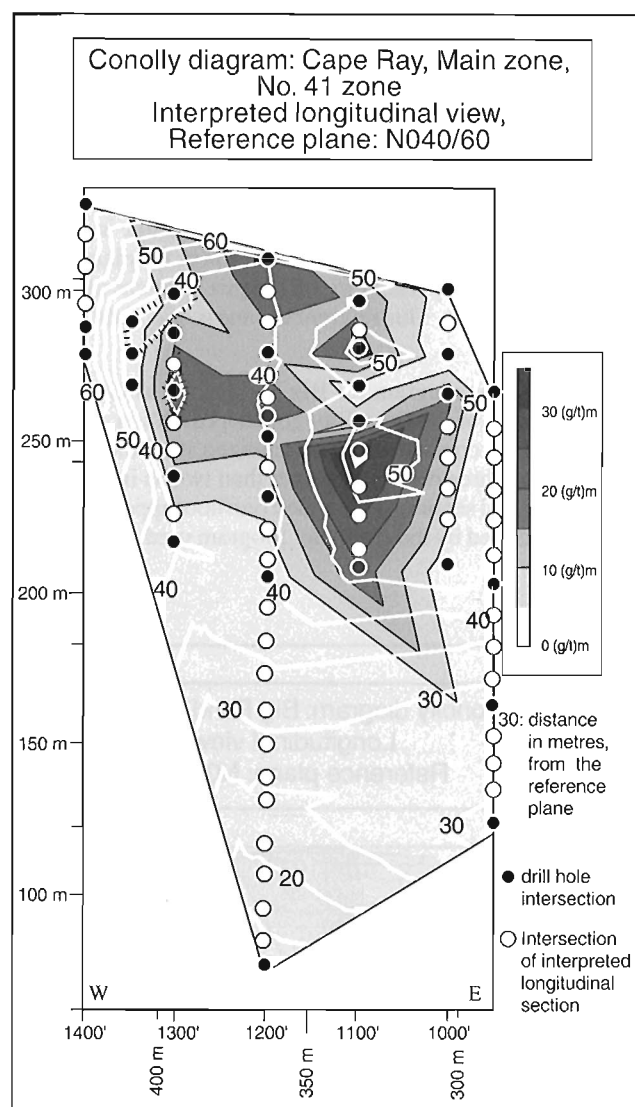 Conolly diagram: Cape Ray, Main zone,
No. 41 zone
Interpreted longitudinal view,
Reference plane: N040/60
60
50
50
40
300 m
40
60
50
50
250 m
50
40
50
200 m
40
40
40
30
30
150 m
30
20
100 m
W
E
1400'
1300'
1200'
1100'
1000'
400 m
350 m
300 m
30 (g/t)m
20 (g/t)m
10 (g/t)m
0 (g/t)m
30: distance
in metres,
from the
reference
plane
drill hole
intersection
Intersection
of interpreted
longitudinal
section